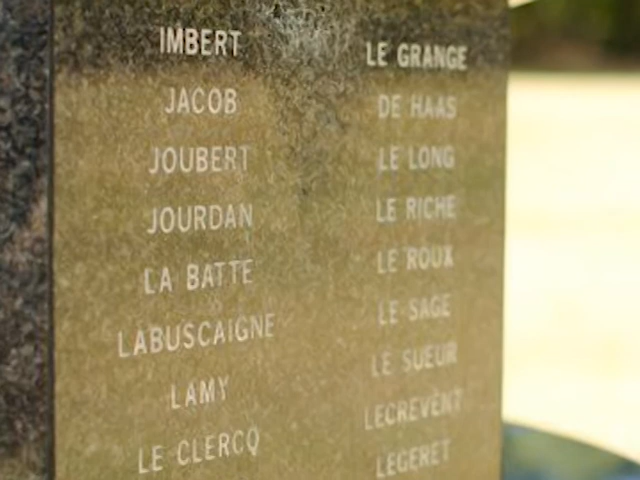 IMBERT
JACOB
JOUBERT
JOURDAN
LA BATTE
LABUSCAIGNE
LAMY
LE CLERCQ
LE GRANGE
DE HAAS
LE LONG
LE RICHE
LE ROUX
LE SAGE
LE SUEUR
LECREVENT
LEGERET